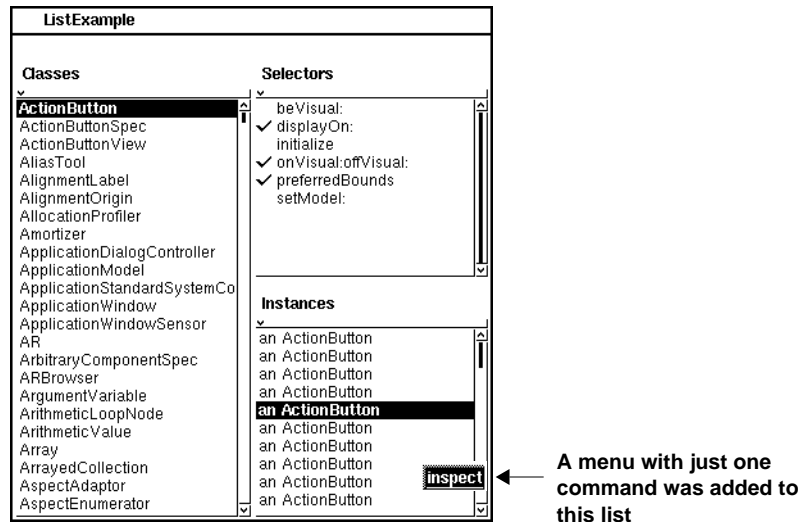 ListExample
Classes
ActionButton
ActionButtonSpec
ActionButtonView
AliasTool
AlignmentLabel
AlignmentOrigin
AllocationProfiler
Amortizer
ApplicationDialogController
ApplicationModel
ApplicationStandardSystemCo
ApplicationWindow
ApplicationWindowSensor
AR
ArbitraryComponentSpec
ARBrowser
ArgumentVariable
ArithmeticLoopNode
ArithmeticValue
Array
ArrayedCollection
AspectAdaptor
AspectEnumerator
Selectors
beVisual:
displayOn:
initialize
onVisual:offVisual:
preferredBounds
setModel:
Instances
an ActionButton
an ActionButton
an ActionButton
an ActionButton
an ActionButton
an ActionButton
an ActionButton
an ActionButton
an ActionButton
an ActionButton
inspect
A menu with just one
command was added to
this list